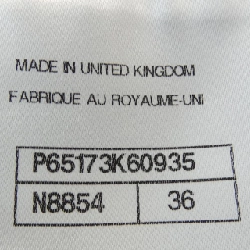 MADE IN UNITED KINGDOM
FABRIQUE AU ROYAUME-UNI
P65173K60935
N8854 36